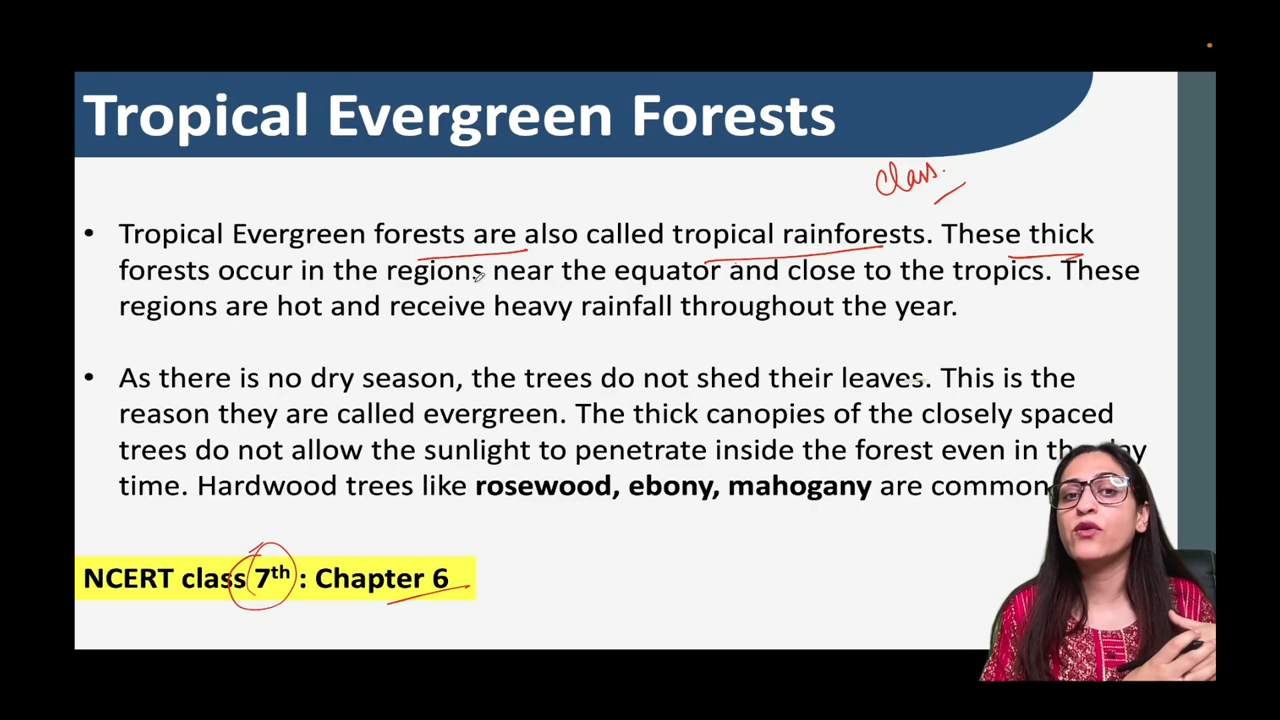 Tropical Evergreen Forests
class.
• Tropical Evergreen forests are also called tropical rainforests. These thick
forests occur in the regions near the equator and close to the tropics. These
regions are hot and receive heavy rainfall throughout the year.
• As there is no dry season, the trees do not shed their leaves. This is the
reason they are called evergreen. The thick canopies of the closely spaced
trees do not allow the sunlight to penetrate inside the forest even in the day
time. Hardwood trees like rosewood, ebony, mahogany are common
NCERT class 7th : Chapter 6